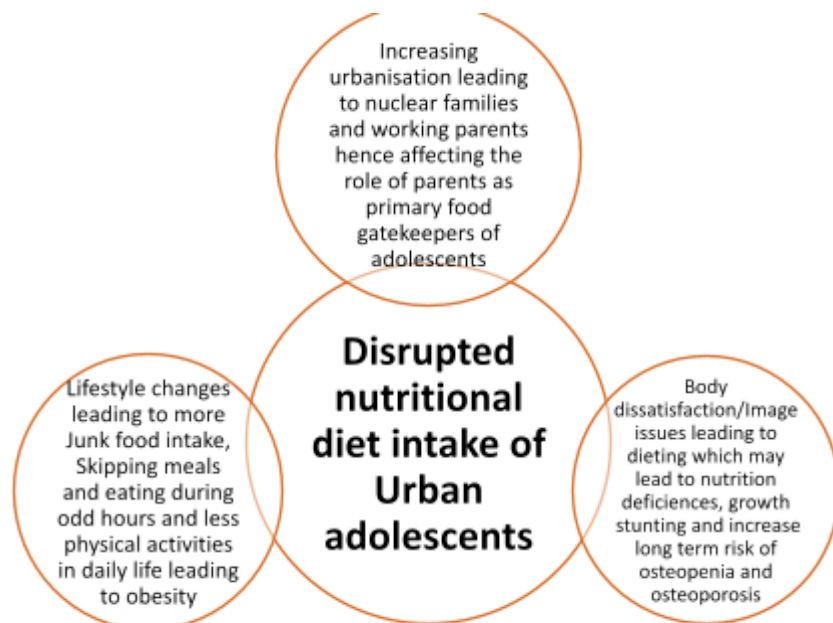 Increasing
urbanisation leading
to nuclear families
and working parents
hence affecting the
role of parents as
primary food
gatekeepers of
adolescents
Disrupted
nutritional
diet intake of
Urban
adolescents
Lifestyle changes
leading to more
Junk food intake,
Skipping meals
and eating during
odd hours and less
physical activities
in daily life leading
to obesity
Body
dissatisfaction/Image
issues leading to
dieting which may
lead to nutrition
deficiences, growth
stunting and increase
long term risk of
osteopenia and
osteoporosis